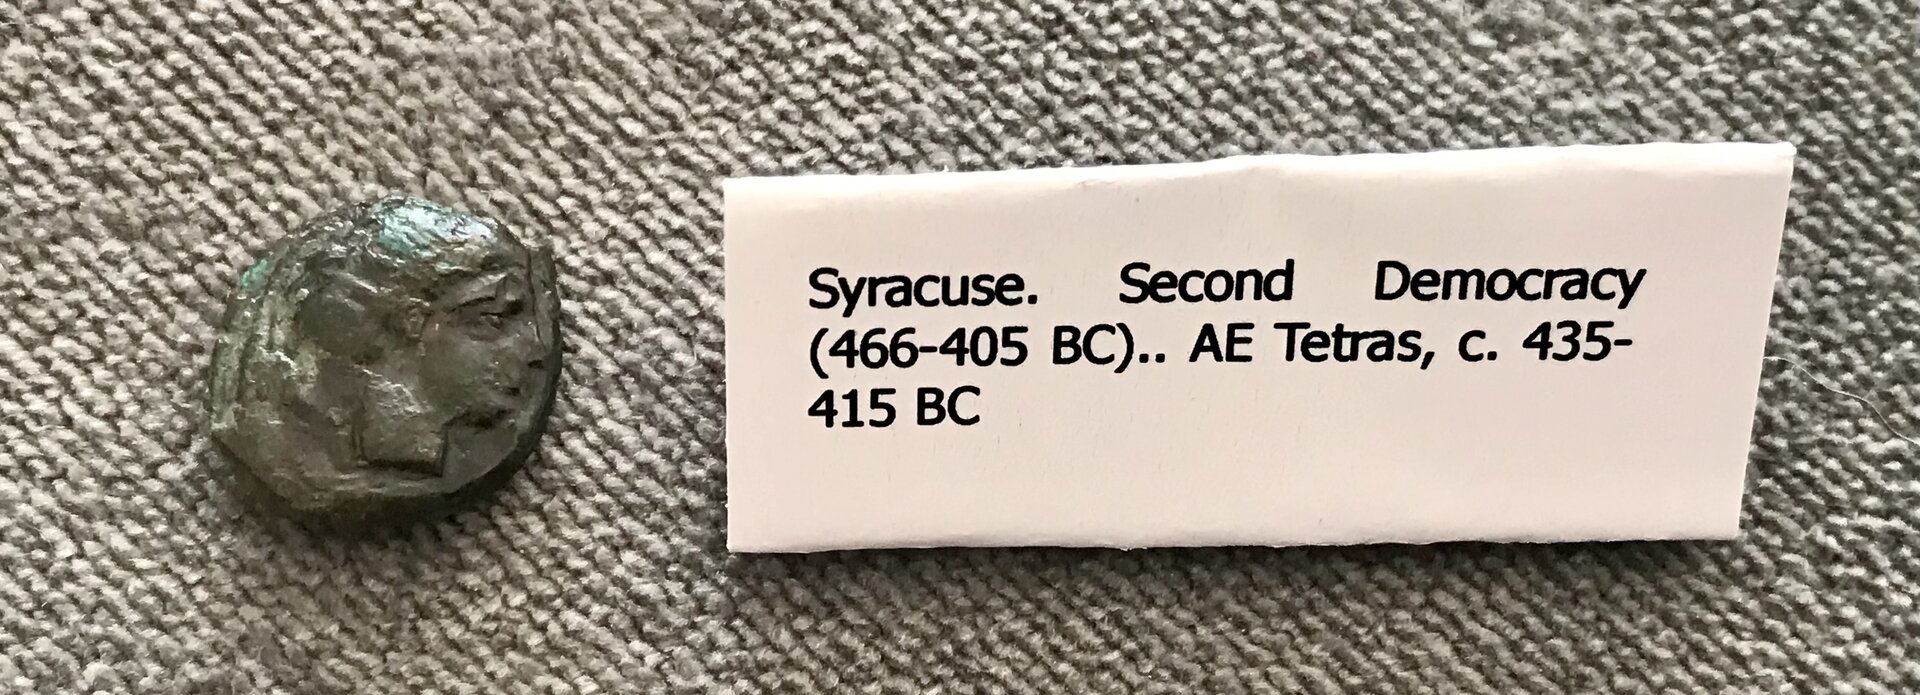 Syracuse. Second Democracy
(466-405 BC).. AE Tetras, c. 435-
415 BC